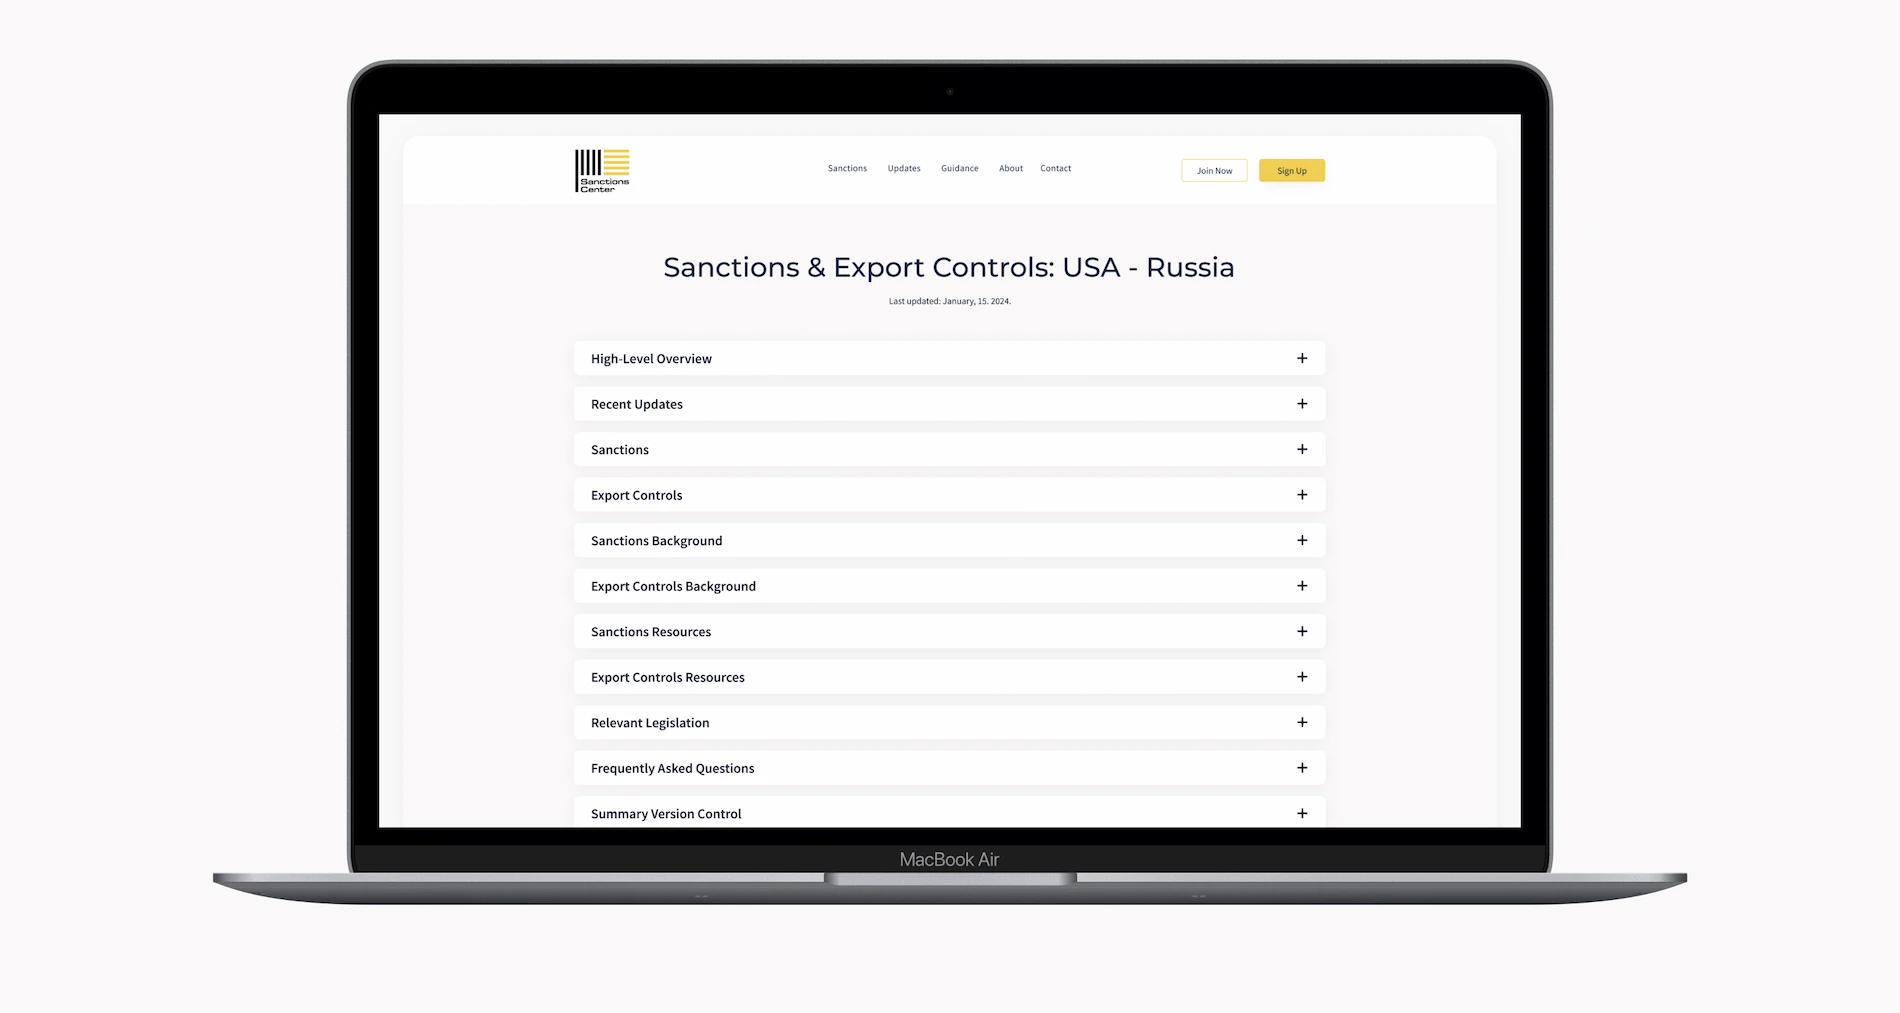 Sanctions
Center
Sanctions Updates Guidance About Contact
Join Now
Sign Up
Sanctions & Export Controls: USA - Russia
Last updated: January, 15. 2024.
High-Level Overview +
Recent Updates +
Sanctions +
Export Controls +
Sanctions Background +
Export Controls Background +
Sanctions Resources +
Export Controls Resources +
Relevant Legislation +
Frequently Asked Questions +
Summary Version Control +
MacBook Air